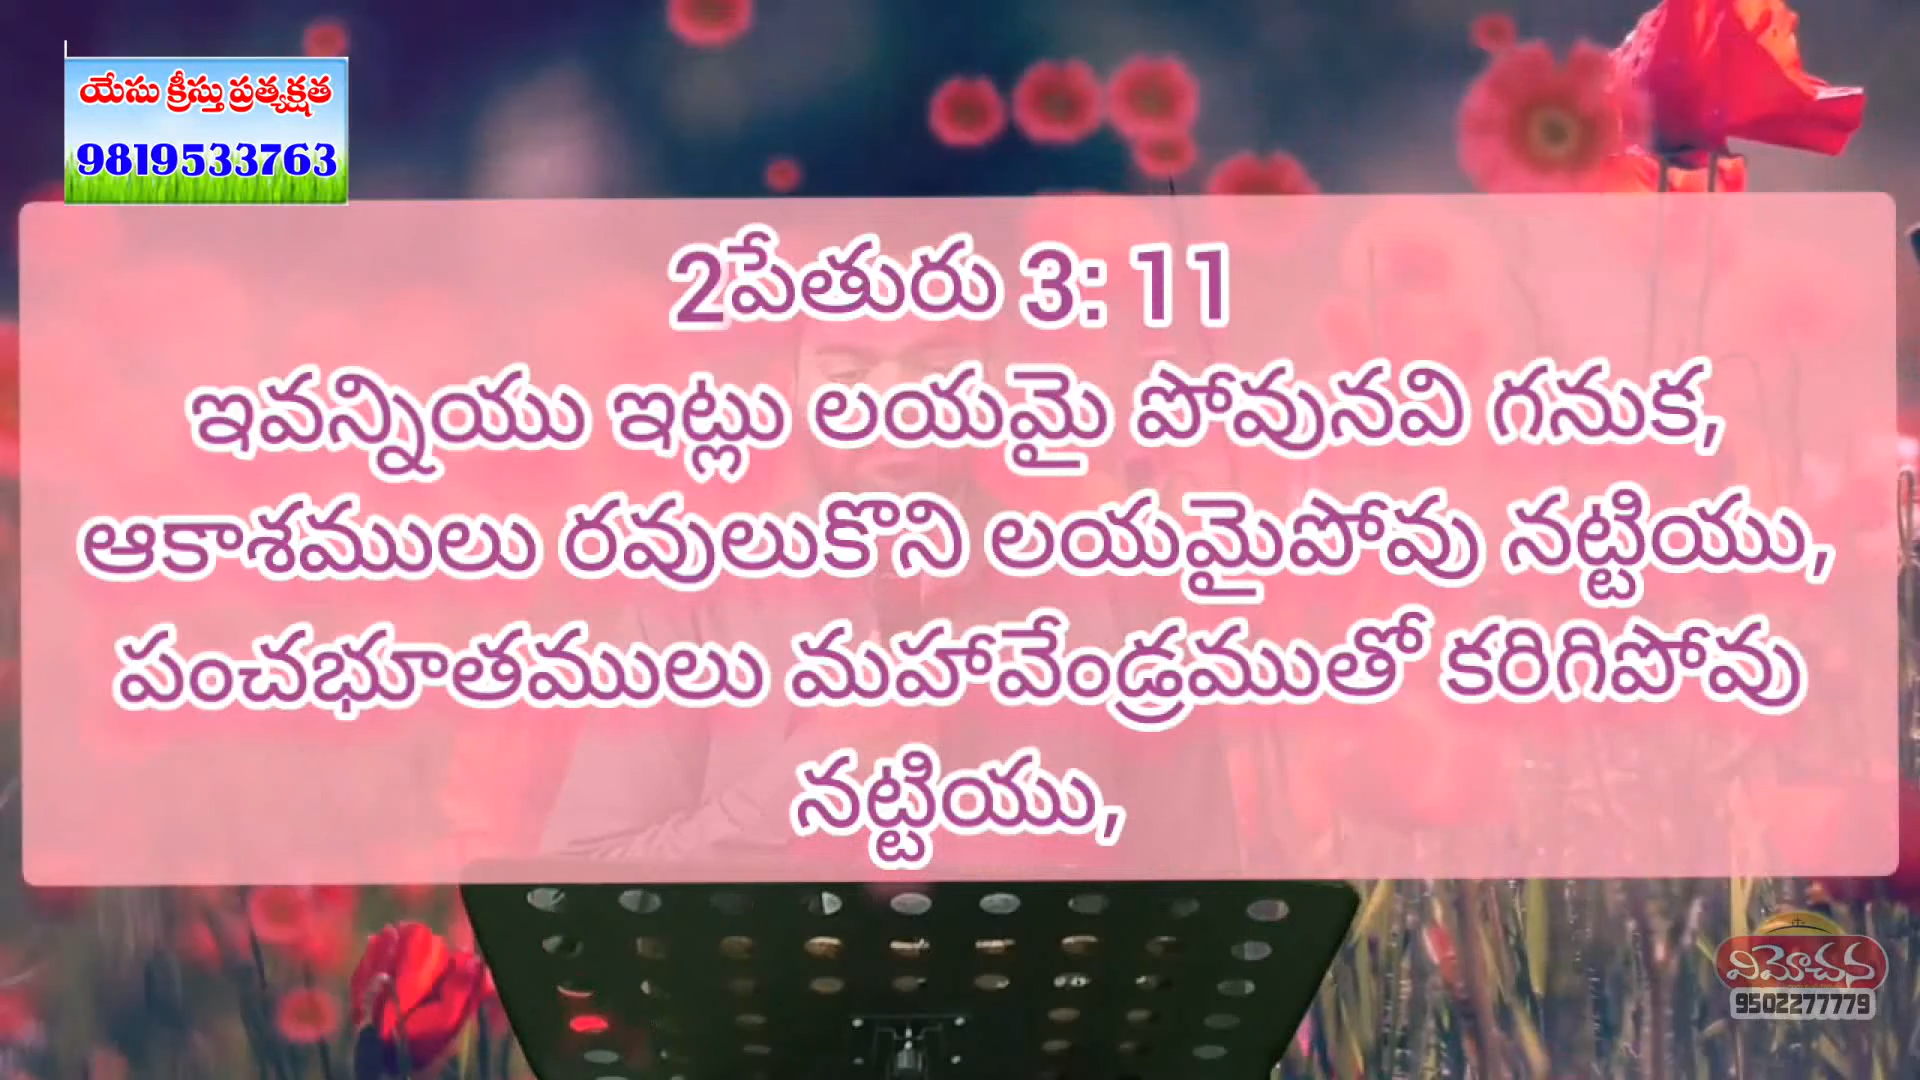 యేసు క్రీస్తు ప్రత్యక్షత
9819533763
2పేతురు 3: 11
ఇవన్నియు ఇట్లు లయమై పోవునవి గనుక,
ఆకాశములు రవులుకొని లయమైపోవు నట్టియు,
పంచభూతములు మహావేండ్రముతో కరిగిపోవు
నట్టియు,
విమోచన
9502277779